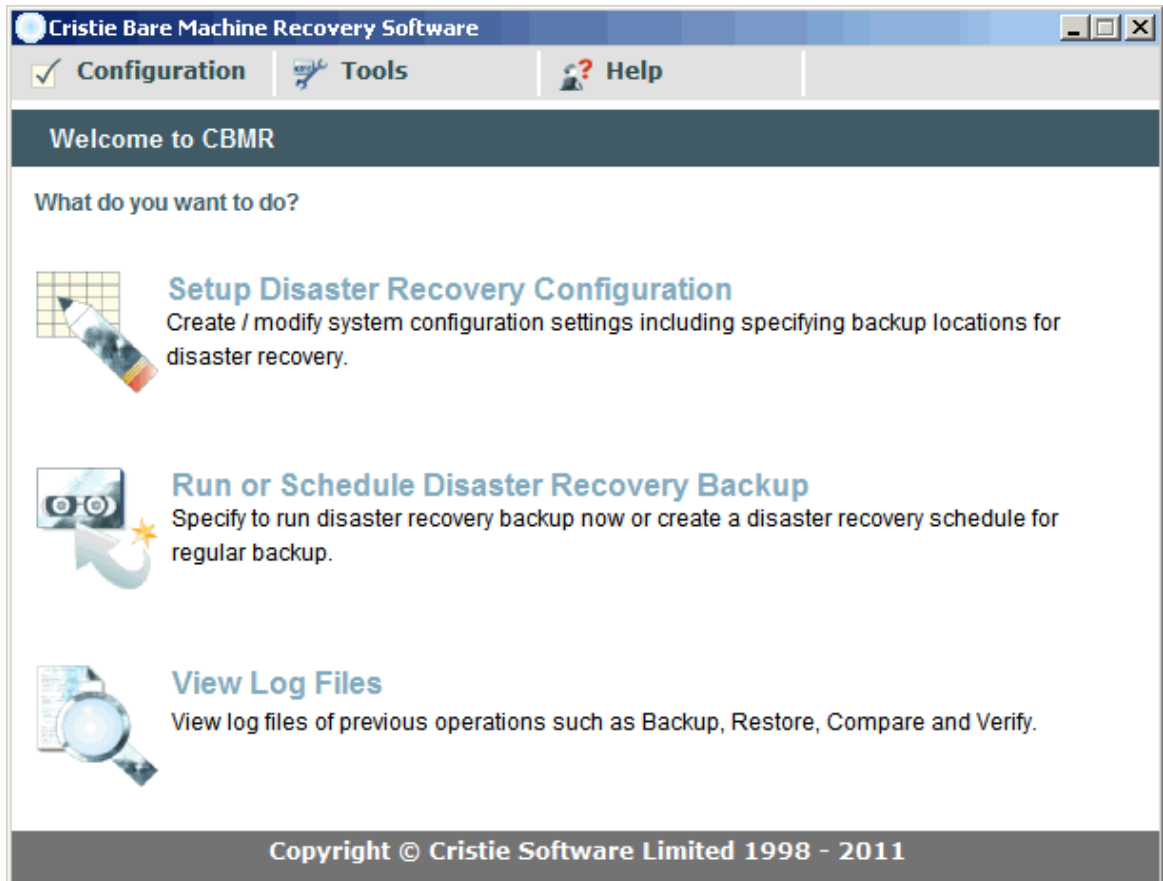 Cristie Bare Machine Recovery Software
Configuration Tools Help
Welcome to CBMR
What do you want to do?
Setup Disaster Recovery Configuration
Create / modify system configuration settings including specifying backup locations for
disaster recovery.
Run or Schedule Disaster Recovery Backup
Specify to run disaster recovery backup now or create a disaster recovery schedule for
regular backup.
View Log Files
View log files of previous operations such as Backup, Restore, Compare and Verify.
Copyright © Cristie Software Limited 1998 - 2011